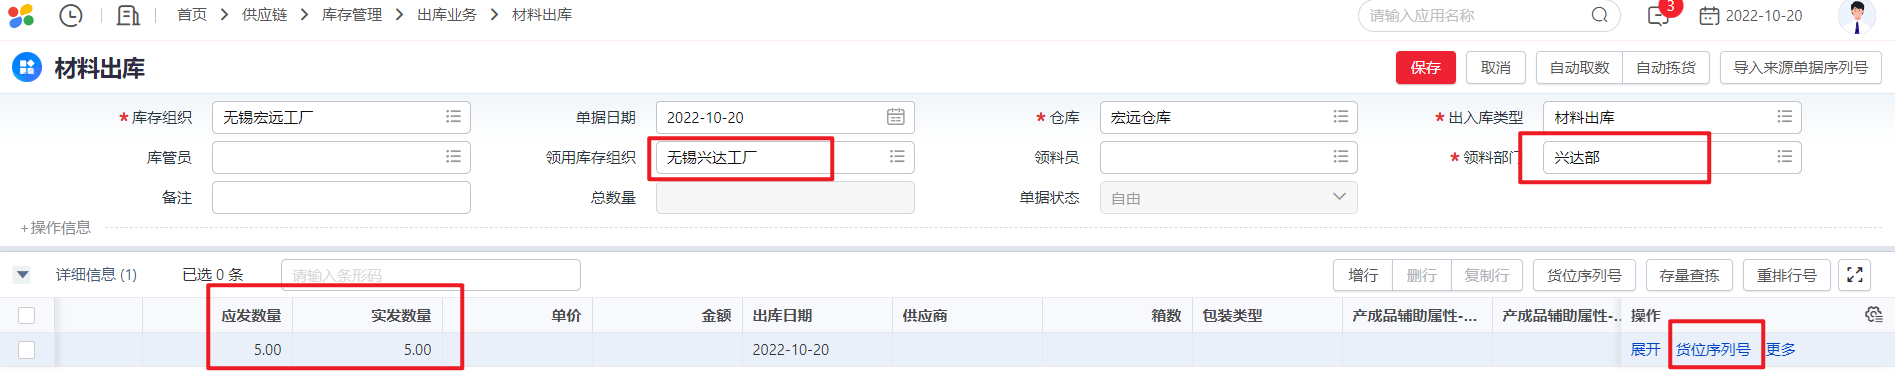 首页 > 供应链 > 库存管理 > 出库业务 > 材料出库 请输入应用名称 3 2022-10-20
材料出库 保存 取消 自动取数 自动拣货 导入来源单据序列号
* 库存组织 无锡宏远工厂 单据日期 2022-10-20 * 仓库 宏远仓库 * 出入库类型 材料出库
库管员 领用库存组织 无锡兴达工厂 领料员 * 领料部门 兴达部
备注 总数量 单据状态 自由
+操作信息
详细信息 (1) 已选 0 条 请输入条形码 增行 删行 复制行 货位序列号 存量查拣 重排行号
应发数量 实发数量 单价 金额 出库日期 供应商 箱数 包装类型 产成品辅助属性-... 产成品辅助属性-... 操作
5.00 5.00 2022-10-20 展开 货位序列号 更多